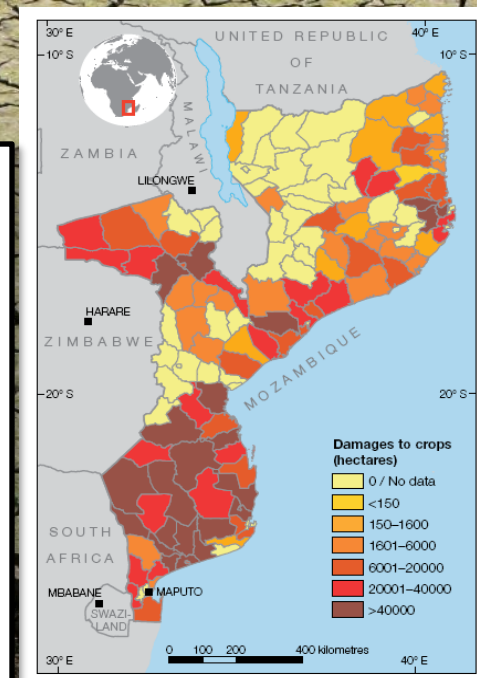 30° E
40° E
10° S
10° S
UNITED REPUBLIC
OF
TANZANIA
MALAWI
ZAMBIA
LILONGWE
HARARE
ZIMBABWE
MOZAMBIQUE
20° S
20° S
Damages to crops
(hectares)
0 / No data
<150
150–1600
1601–6000
6001–20000
20001–40000
>40000
SOUTH
AFRICA
MBABANE
MAPUTO
SWAZI-
LAND
0 100 200 400 kilometres
30° E
40° E